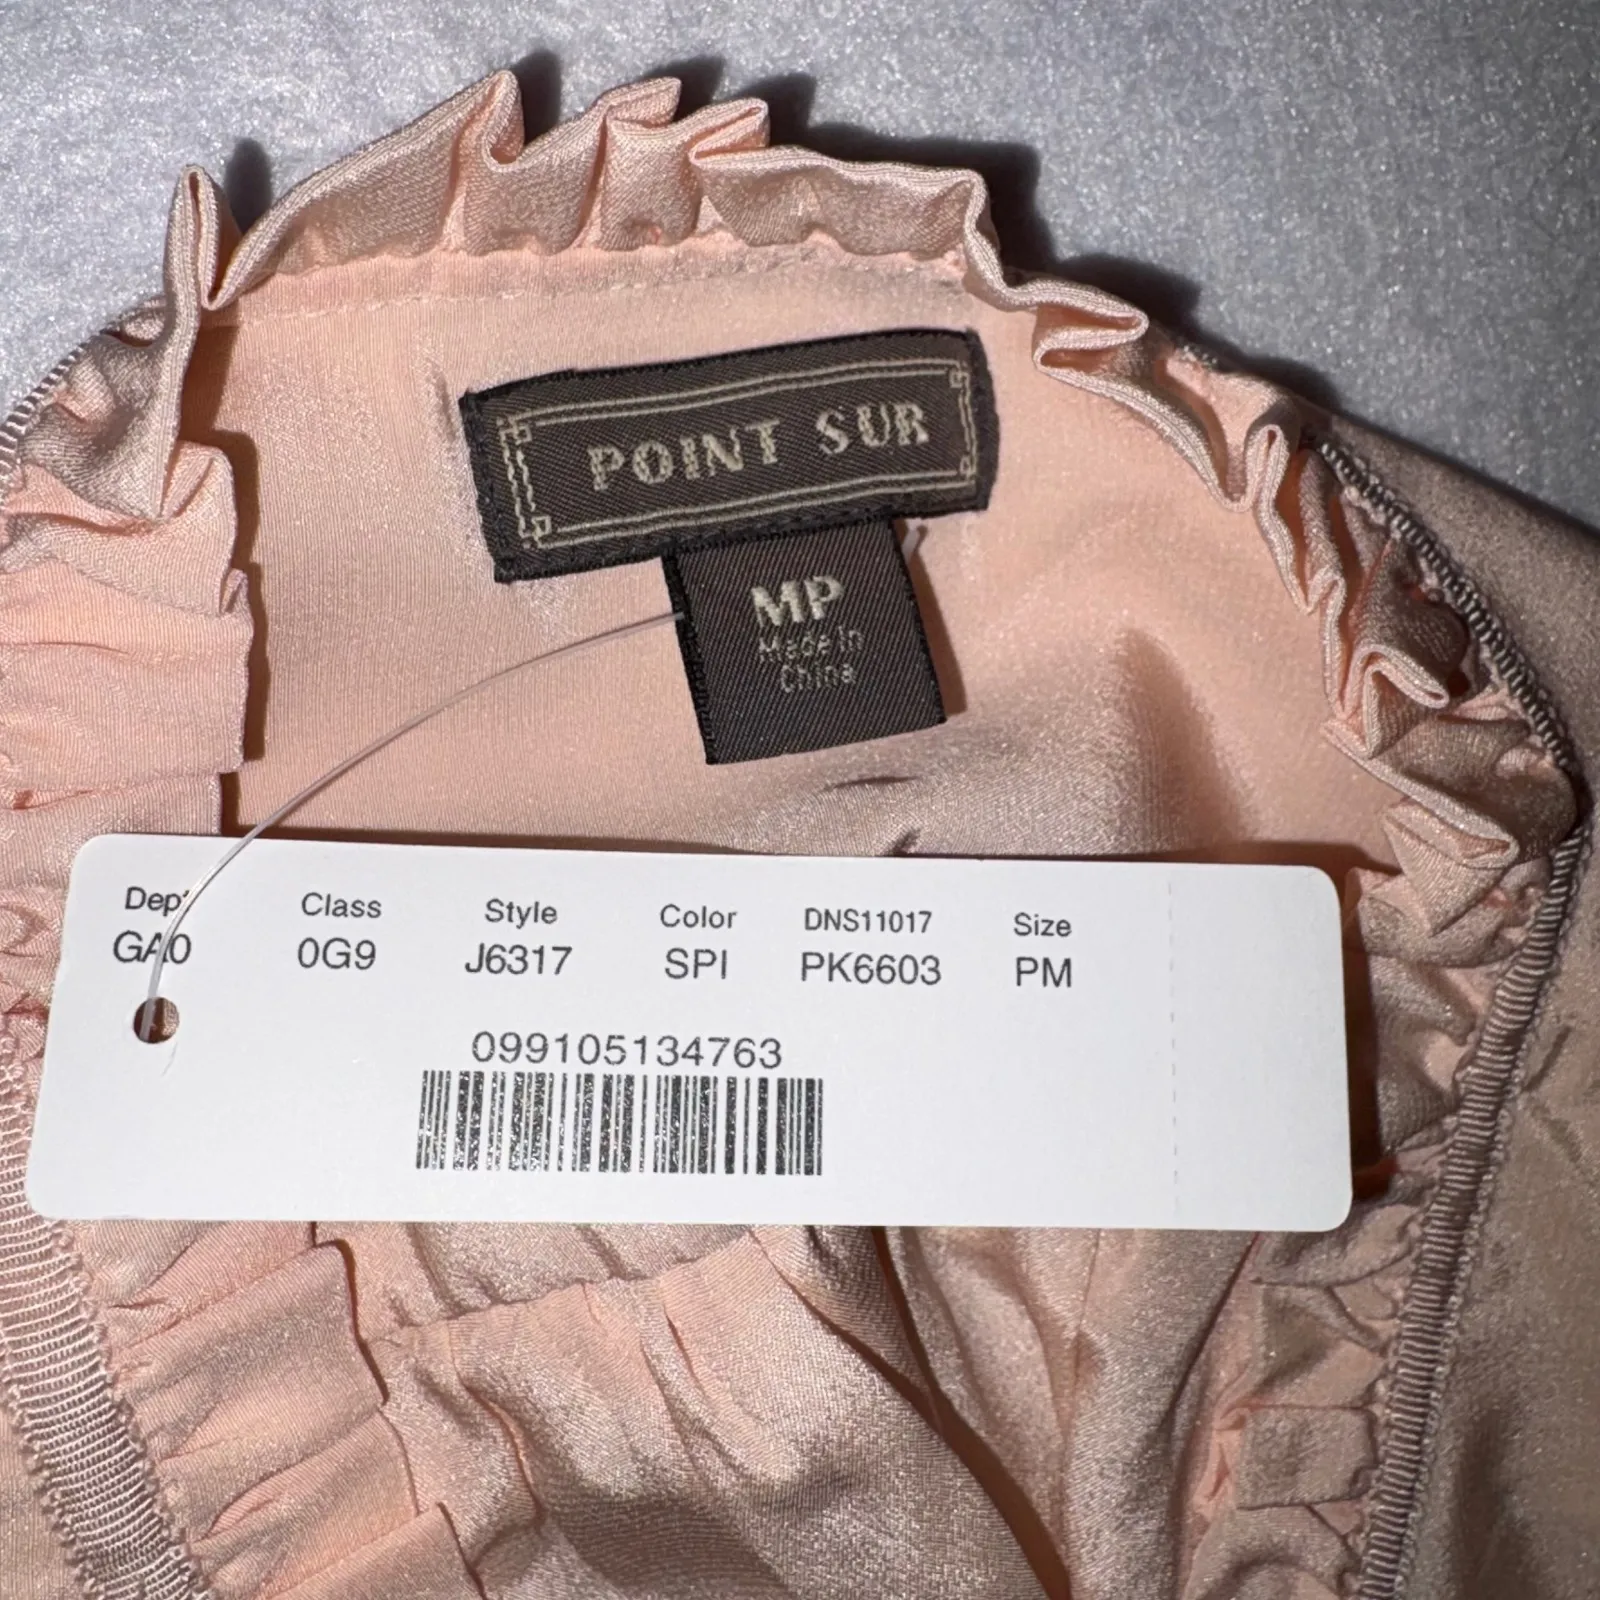 POINT SUR
MP
Made in
China
Dept Class Style Color DNS11017 Size
GA0 0G9 J6317 SPI PK6603 PM
099105134763